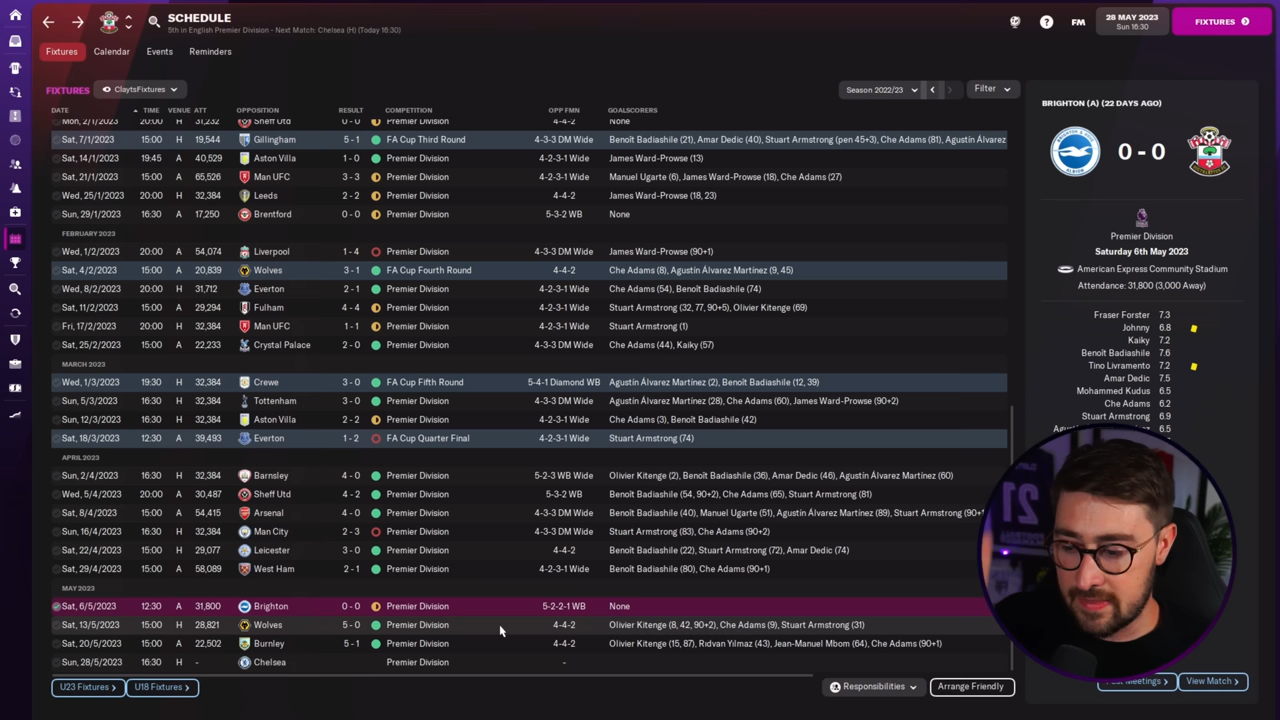 SCHEDULE
5th in English Premier Division - Next Match: Chelsea (H) (Today 16:30)
FM
28 MAY 2023
Sun 16:30
FIXTURES
Fixtures Calendar Events Reminders
FIXTURES ClaytsFixtures Season 2022/23 Filter
DATE TIME VENUE ATT OPPOSITION RESULT COMPETITION OPP FMN GOALSCORERS
Mon, 2/1/2023 20:00 H 31,232 Sheff Utd 0 - 0 Premier Division 4-4-2 None
Sat, 7/1/2023 H 19,544 Gillingham 5 - 1 FA Cup Third Round 4-3-3 DM Wide Benoît Badiashile (21), Amar Dedic (40), Stuart Armstrong (pen 45+3), Che Adams (81), Agustín Álvarez
Sat, 14/1/2023 19:45 A 40,529 Aston Villa 1 - 0 Premier Division 4-2-3-1 Wide James Ward-Prowse (13)
Sat, 21/1/2023 15:00 A 65,526 Man UFC 3 - 3 Premier Division 4-2-3-1 Wide Manuel Ugarte (6), James Ward-Prowse (18), Che Adams (27)
Wed, 25/1/2023 20:00 H 32,384 Leeds 2 - 2 Premier Division 4-4-2 James Ward-Prowse (18, 23)
Sun, 29/1/2023 16:30 A 17,250 Brentford 0 - 0 Premier Division 5-3-2 WB None
FEBRUARY 2023
Wed, 1/2/2023 20:00 A 54,074 Liverpool 1 - 4 Premier Division 4-3-3 DM Wide James Ward-Prowse (90+1)
Sat, 4/2/2023 15:00 A 20,839 Wolves 3 - 1 FA Cup Fourth Round 4-4-2 Che Adams (8), Agustín Álvarez Martínez (9, 45)
Wed, 8/2/2023 20:00 H 31,712 Everton 2 - 1 Premier Division 4-2-3-1 Wide Che Adams (54), Benoît Badiashile (74)
Sat, 11/2/2023 15:00 A 29,294 Fulham 4 - 4 Premier Division 4-2-3-1 Wide Stuart Armstrong (32, 77, 90+5), Olivier Kitenge (69)
Fri, 17/2/2023 20:00 H 32,384 Man UFC 1 - 1 Premier Division 4-2-3-1 Wide Stuart Armstrong (1)
Sat, 25/2/2023 15:00 A 22,233 Crystal Palace 2 - 0 Premier Division 4-3-3 DM Wide Che Adams (44), Kaiky (57)
MARCH 2023
Wed, 1/3/2023 19:30 H 32,384 Crewe 3 - 0 FA Cup Fifth Round 5-4-1 Diamond WB Agustín Álvarez Martínez (2), Benoît Badiashile (12, 39)
Sun, 5/3/2023 16:30 H 32,384 Tottenham 3 - 0 Premier Division 4-3-3 DM Wide Agustín Álvarez Martínez (28), Che Adams (60), James Ward-Prowse (90+2)
Sun, 12/3/2023 16:30 H 32,384 Aston Villa 2 - 2 Premier Division 4-2-3-1 Wide Che Adams (3), Benoît Badiashile (42)
Sat, 18/3/2023 12:30 A 39,493 Everton 1 - 2 FA Cup Quarter Final 4-2-3-1 Wide Stuart Armstrong (74)
APRIL 2023
Sun, 2/4/2023 16:30 H 32,384 Barnsley 4 - 0 Premier Division 5-2-3 WB Wide Olivier Kitenge (2), Benoît Badiashile (36), Amar Dedic (46), Agustín Álvarez Martínez (60)
Wed, 5/4/2023 20:00 A 30,487 Sheff Utd 4 - 2 Premier Division 5-3-2 WB Benoît Badiashile (54, 90+2), Che Adams (65), Stuart Armstrong (81)
Sat, 8/4/2023 15:00 A 54,415 Arsenal 4 - 0 Premier Division 4-3-3 DM Wide Benoît Badiashile (40), Manuel Ugarte (51), Agustín Álvarez Martínez (89), Stuart Armstrong (90+
Sun, 16/4/2023 16:30 H 32,384 Man City 2 - 3 Premier Division 4-3-3 DM Wide Stuart Armstrong (83), Che Adams (90+2)
Sat, 22/4/2023 15:00 A 29,077 Leicester 3 - 0 Premier Division 4-4-2 Benoît Badiashile (22), Stuart Armstrong (72), Amar Dedic (74)
Sat, 29/4/2023 15:00 A 58,089 West Ham 2 - 1 Premier Division 4-2-3-1 Wide Benoît Badiashile (80), Che Adams (90+1)
MAY 2023
Sat, 6/5/2023 12:30 A 31,800 Brighton 0 - 0 Premier Division 5-2-2-1 WB None
Sat, 13/5/2023 15:00 H 28,821 Wolves 5 - 0 Premier Division 4-4-2 Olivier Kitenge (8, 42, 90+2), Che Adams (9), Stuart Armstrong (31)
Sat, 20/5/2023 15:00 A 22,502 Burnley 5 - 1 Premier Division 4-4-2 Olivier Kitenge (15, 87), Rıdvan Yılmaz (43), Jean-Manuel Mbom (64), Che Adams (90+1)
Sun, 28/5/2023 16:30 H - Chelsea Premier Division -
U23 Fixtures U18 Fixtures Responsibilities Arrange Friendly
BRIGHTON (A) (22 DAYS AGO)
0 - 0
Premier Division
Saturday 6th May 2023
American Express Community Stadium
Attendance: 31,800 (3,000 Away)
Fraser Forster 7.3
Johnny 6.8
Kaiky 7.2
Benoît Badiashile 7.6
Tino Livramento 7.2
Amar Dedic 7.5
Mohammed Kudus 6.5
Che Adams 6.2
Stuart Armstrong 6.9
6.5
21
Meetings View Match